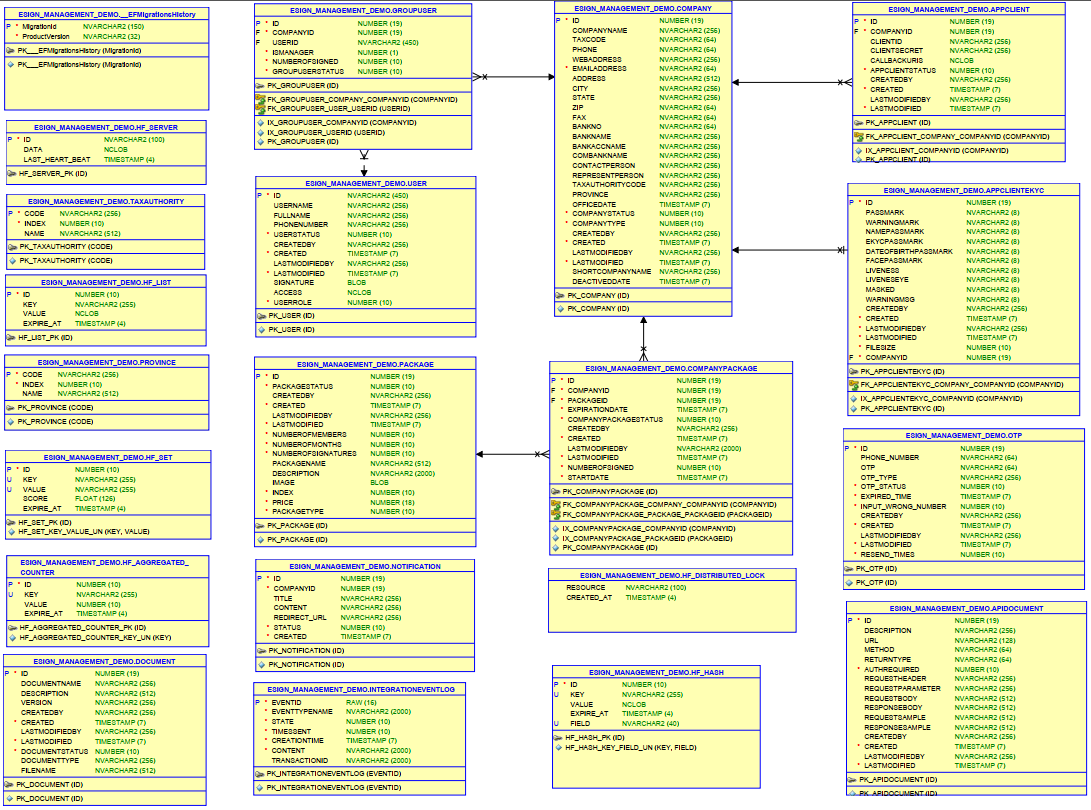 ESIGN_MANAGEMENT_DEMO.__EFMigrationsHistory
P * MigrationId NVARCHAR2 (150)
* ProductVersion NVARCHAR2 (32)
PK___EFMigrationsHistory (MigrationId)
PK___EFMigrationsHistory (MigrationId)
ESIGN_MANAGEMENT_DEMO.HF_SERVER
P * ID NVARCHAR2 (100)
DATA NCLOB
LAST_HEART_BEAT TIMESTAMP (4)
HF_SERVER_PK (ID)
ESIGN_MANAGEMENT_DEMO.TAXAUTHORITY
P * CODE NVARCHAR2 (256)
* INDEX NUMBER (10)
NAME NVARCHAR2 (512)
PK_TAXAUTHORITY (CODE)
PK_TAXAUTHORITY (CODE)
ESIGN_MANAGEMENT_DEMO.HF_LIST
P * ID NUMBER (10)
KEY NVARCHAR2 (255)
VALUE NCLOB
EXPIRE_AT TIMESTAMP (4)
HF_LIST_PK (ID)
ESIGN_MANAGEMENT_DEMO.PROVINCE
P * CODE NVARCHAR2 (256)
* INDEX NUMBER (10)
NAME NVARCHAR2 (512)
PK_PROVINCE (CODE)
PK_PROVINCE (CODE)
ESIGN_MANAGEMENT_DEMO.HF_SET
P * ID NUMBER (10)
U KEY NVARCHAR2 (255)
U VALUE NVARCHAR2 (255)
SCORE FLOAT (126)
EXPIRE_AT TIMESTAMP (4)
HF_SET_PK (ID)
HF_SET_KEY_VALUE_UN (KEY, VALUE)
ESIGN_MANAGEMENT_DEMO.HF_AGGREGATED_
COUNTER
P * ID NUMBER (10)
U KEY NVARCHAR2 (255)
VALUE NUMBER (10)
EXPIRE_AT TIMESTAMP (4)
HF_AGGREGATED_COUNTER_PK (ID)
HF_AGGREGATED_COUNTER_KEY_UN (KEY)
ESIGN_MANAGEMENT_DEMO.DOCUMENT
P * ID NUMBER (19)
DOCUMENTNAME NVARCHAR2 (256)
DESCRIPTION NVARCHAR2 (512)
VERSION NVARCHAR2 (256)
CREATEDBY NVARCHAR2 (256)
* CREATED TIMESTAMP (7)
LASTMODIFIEDBY NVARCHAR2 (256)
* LASTMODIFIED TIMESTAMP (7)
* DOCUMENTSTATUS NUMBER (10)
DOCUMENTTYPE NVARCHAR2 (256)
FILENAME NVARCHAR2 (512)
PK_DOCUMENT (ID)
PK_DOCUMENT (ID)
ESIGN_MANAGEMENT_DEMO.GROUPUSER
P * ID NUMBER (19)
F * COMPANYID NUMBER (19)
F USERID NVARCHAR2 (450)
* ISMANAGER NUMBER (1)
* NUMBEROFSIGNED NUMBER (10)
* GROUPUSERSTATUS NUMBER (10)
PK_GROUPUSER (ID)
FK_GROUPUSER_COMPANY_COMPANYID (COMPANYID)
FK_GROUPUSER_USER_USERID (USERID)
IX_GROUPUSER_COMPANYID (COMPANYID)
IX_GROUPUSER_USERID (USERID)
PK_GROUPUSER (ID)
ESIGN_MANAGEMENT_DEMO.USER
P * ID NVARCHAR2 (450)
USERNAME NVARCHAR2 (256)
FULLNAME NVARCHAR2 (256)
PHONENUMBER NVARCHAR2 (256)
* USERSTATUS NUMBER (10)
CREATEDBY NVARCHAR2 (256)
* CREATED TIMESTAMP (7)
LASTMODIFIEDBY NVARCHAR2 (256)
* LASTMODIFIED TIMESTAMP (7)
SIGNATURE BLOB
ACCESS NCLOB
* USERROLE NUMBER (10)
PK_USER (ID)
PK_USER (ID)
ESIGN_MANAGEMENT_DEMO.PACKAGE
P * ID NUMBER (19)
* PACKAGESTATUS NUMBER (10)
CREATEDBY NVARCHAR2 (256)
* CREATED TIMESTAMP (7)
LASTMODIFIEDBY NVARCHAR2 (256)
* LASTMODIFIED TIMESTAMP (7)
* NUMBEROFMEMBERS NUMBER (10)
* NUMBEROFMONTHS NUMBER (10)
* NUMBEROFSIGNATURES NUMBER (10)
PACKAGENAME NVARCHAR2 (512)
DESCRIPTION NVARCHAR2 (2000)
IMAGE BLOB
* INDEX NUMBER (10)
* PRICE NUMBER (18)
* PACKAGETYPE NUMBER (10)
PK_PACKAGE (ID)
PK_PACKAGE (ID)
ESIGN_MANAGEMENT_DEMO.NOTIFICATION
P * ID NUMBER (19)
* COMPANYID NUMBER (19)
TITLE NVARCHAR2 (256)
CONTENT NVARCHAR2 (256)
REDIRECT_URL NVARCHAR2 (256)
* STATUS NUMBER (10)
* CREATED TIMESTAMP (7)
PK_NOTIFICATION (ID)
PK_NOTIFICATION (ID)
ESIGN_MANAGEMENT_DEMO.INTEGRATIONEVENTLOG
P * EVENTID RAW (16)
* EVENTTYPENAME NVARCHAR2 (2000)
* STATE NUMBER (10)
* TIMESSENT NUMBER (10)
* CREATIONTIME TIMESTAMP (7)
* CONTENT NVARCHAR2 (2000)
TRANSACTIONID NVARCHAR2 (2000)
PK_INTEGRATIONEVENTLOG (EVENTID)
PK_INTEGRATIONEVENTLOG (EVENTID)
ESIGN_MANAGEMENT_DEMO.COMPANY
P * ID NUMBER (19)
COMPANYNAME NVARCHAR2 (256)
TAXCODE NVARCHAR2 (64)
PHONE NVARCHAR2 (64)
WEBADDRESS NVARCHAR2 (256)
* EMAILADDRESS NVARCHAR2 (64)
ADDRESS NVARCHAR2 (512)
CITY NVARCHAR2 (256)
STATE NVARCHAR2 (256)
ZIP NVARCHAR2 (64)
FAX NVARCHAR2 (64)
BANKNO NVARCHAR2 (64)
BANKNAME NVARCHAR2 (256)
BANKACCNAME NVARCHAR2 (256)
COMBANKNAME NVARCHAR2 (256)
CONTACTPERSON NVARCHAR2 (256)
REPRESENTPERSON NVARCHAR2 (256)
TAXAUTHORITYCODE NVARCHAR2 (256)
PROVINCE NVARCHAR2 (256)
OFFICEDATE TIMESTAMP (7)
* COMPANYSTATUS NUMBER (10)
* COMPANYTYPE NUMBER (10)
CREATEDBY NVARCHAR2 (256)
* CREATED TIMESTAMP (7)
LASTMODIFIEDBY NVARCHAR2 (256)
* LASTMODIFIED TIMESTAMP (7)
SHORTCOMPANYNAME NVARCHAR2 (256)
DEACTIVEDDATE TIMESTAMP (7)
PK_COMPANY (ID)
PK_COMPANY (ID)
ESIGN_MANAGEMENT_DEMO.COMPANYPACKAGE
P * ID NUMBER (19)
F * COMPANYID NUMBER (19)
F * PACKAGEID NUMBER (19)
* EXPIRATIONDATE TIMESTAMP (7)
* COMPANYPACKAGESTATUS NUMBER (10)
CREATEDBY NVARCHAR2 (256)
* CREATED TIMESTAMP (7)
LASTMODIFIEDBY NVARCHAR2 (2000)
* LASTMODIFIED TIMESTAMP (7)
* NUMBEROFSIGNED NUMBER (10)
* STARTDATE TIMESTAMP (7)
PK_COMPANYPACKAGE (ID)
FK_COMPANYPACKAGE_COMPANY_COMPANYID (COMPANYID)
FK_COMPANYPACKAGE_PACKAGE_PACKAGEID (PACKAGEID)
IX_COMPANYPACKAGE_COMPANYID (COMPANYID)
IX_COMPANYPACKAGE_PACKAGEID (PACKAGEID)
PK_COMPANYPACKAGE (ID)
ESIGN_MANAGEMENT_DEMO.HF_DISTRIBUTED_LOCK
RESOURCE NVARCHAR2 (100)
CREATED_AT TIMESTAMP (4)
ESIGN_MANAGEMENT_DEMO.HF_HASH
P * ID NUMBER (10)
U KEY NVARCHAR2 (255)
VALUE NCLOB
EXPIRE_AT TIMESTAMP (4)
U FIELD NVARCHAR2 (40)
HF_HASH_PK (ID)
HF_HASH_KEY_FIELD_UN (KEY, FIELD)
ESIGN_MANAGEMENT_DEMO.APPCLIENT
P * ID NUMBER (19)
F * COMPANYID NUMBER (19)
CLIENTID NVARCHAR2 (256)
CLIENTSECRET NVARCHAR2 (256)
CALLBACKURIS NCLOB
* APPCLIENTSTATUS NUMBER (10)
CREATEDBY NVARCHAR2 (256)
* CREATED TIMESTAMP (7)
LASTMODIFIEDBY NVARCHAR2 (256)
* LASTMODIFIED TIMESTAMP (7)
PK_APPCLIENT (ID)
FK_APPCLIENT_COMPANY_COMPANYID (COMPANYID)
IX_APPCLIENT_COMPANYID (COMPANYID)
PK_APPCLIENT (ID)
ESIGN_MANAGEMENT_DEMO.APPCLIENTEKYC
P * ID NUMBER (19)
PASSMARK NVARCHAR2 (8)
WARNINGMARK NVARCHAR2 (8)
NAMEPASSMARK NVARCHAR2 (8)
EKYCPASSMARK NVARCHAR2 (8)
DATEOFBIRTHPASSMARK NVARCHAR2 (8)
FACEPASSMARK NVARCHAR2 (8)
LIVENESS NVARCHAR2 (8)
LIVENESEYE NVARCHAR2 (8)
MASKED NVARCHAR2 (8)
WARNINGMSG NVARCHAR2 (8)
CREATEDBY NVARCHAR2 (256)
* CREATED TIMESTAMP (7)
* LASTMODIFIEDBY NVARCHAR2 (256)
* LASTMODIFIED TIMESTAMP (7)
* FILESIZE NUMBER (10)
F * COMPANYID NUMBER (19)
PK_APPCLIENTEKYC (ID)
FK_APPCLIENTEKYC_COMPANY_COMPANYID (COMPANYID)
IX_APPCLIENTEKYC_COMPANYID (COMPANYID)
PK_APPCLIENTEKYC (ID)
ESIGN_MANAGEMENT_DEMO.OTP
P * ID NUMBER (19)
PHONE_NUMBER NVARCHAR2 (64)
OTP NVARCHAR2 (64)
OTP_TYPE NVARCHAR2 (256)
* OTP_STATUS NUMBER (10)
* EXPIRED_TIME TIMESTAMP (7)
* INPUT_WRONG_NUMBER NUMBER (10)
CREATEDBY NVARCHAR2 (256)
* CREATED TIMESTAMP (7)
LASTMODIFIEDBY NVARCHAR2 (256)
* LASTMODIFIED TIMESTAMP (7)
* RESEND_TIMES NUMBER (10)
PK_OTP (ID)
PK_OTP (ID)
ESIGN_MANAGEMENT_DEMO.APIDOCUMENT
P * ID NUMBER (19)
DESCRIPTION NVARCHAR2 (256)
URL NVARCHAR2 (128)
METHOD NVARCHAR2 (64)
RETURNTYPE NVARCHAR2 (64)
* AUTHREQUIRED NUMBER (10)
REQUESTHEADER NVARCHAR2 (256)
REQUESTPARAMETER NVARCHAR2 (256)
REQUESTBODY NVARCHAR2 (512)
RESPONSEBODY NVARCHAR2 (512)
REQUESTSAMPLE NVARCHAR2 (512)
RESPONSESAMPLE NVARCHAR2 (256)
CREATEDBY NVARCHAR2 (256)
* CREATED TIMESTAMP (7)
LASTMODIFIEDBY NVARCHAR2 (256)
* LASTMODIFIED TIMESTAMP (7)
PK_APIDOCUMENT (ID)
PK_APIDOCUMENT (ID)